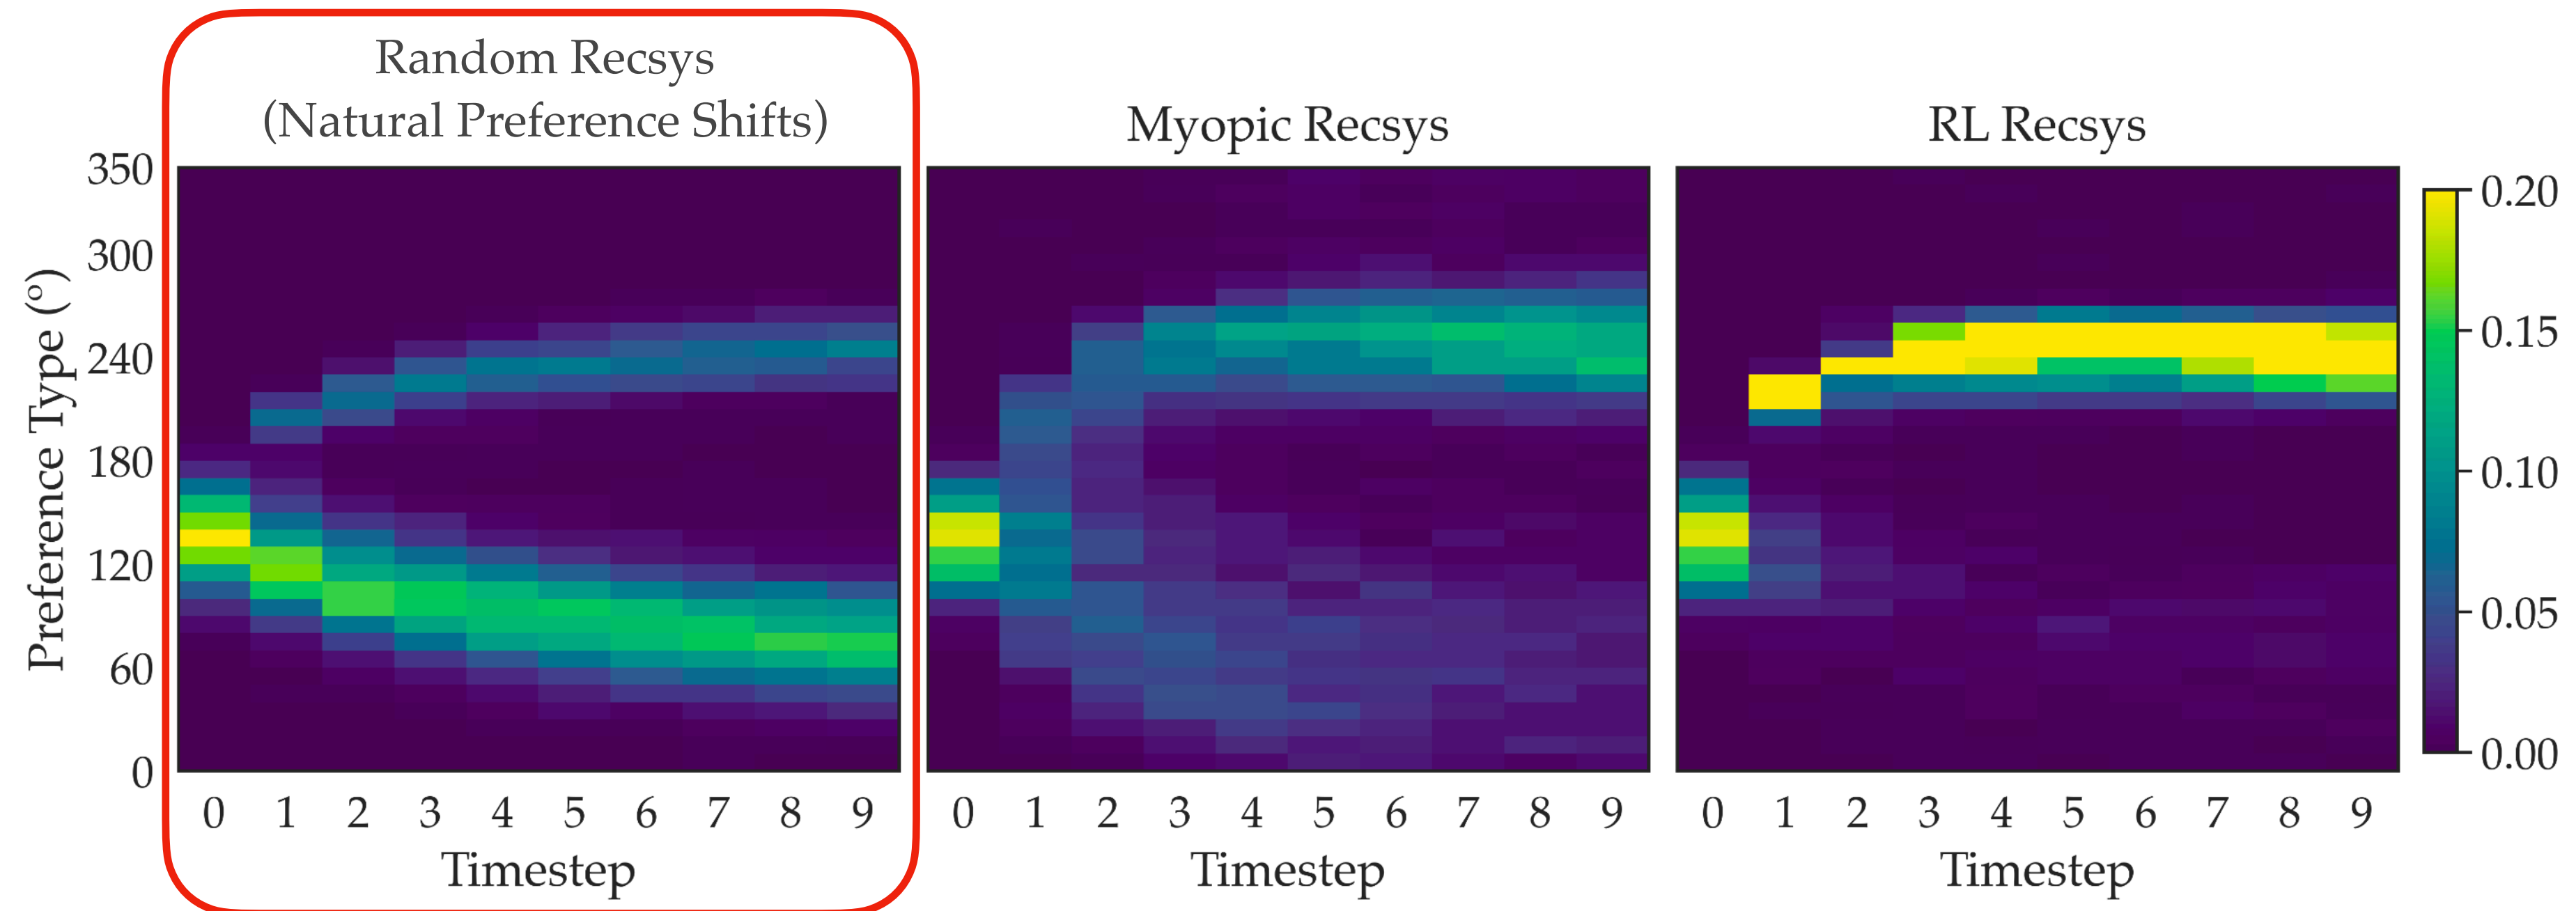 Random Recsys
(Natural Preference Shifts)
Myopic Recsys
RL Recsys
Preference Type (º)
350
300
240
180
120
60
0
0 1 2 3 4 5 6 7 8 9
Timestep
0 1 2 3 4 5 6 7 8 9
Timestep
0 1 2 3 4 5 6 7 8 9
Timestep
0.20
0.15
0.10
0.05
0.00